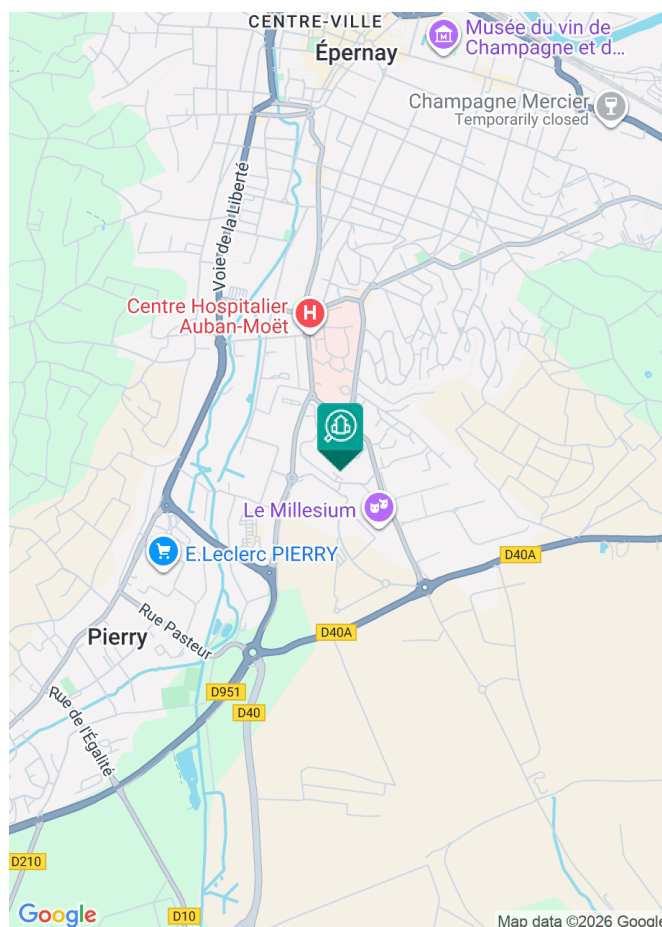 CENTRE-VILLE
Épernay
Musée du vin de
Champagne et d...
Champagne Mercier
Temporarily closed
Voie de la Liberté
Centre Hospitalier
Auban-Moët
H
Le Millesium
E.Leclerc PIERRY
D40A
Rue Pasteur
D40A
Pierry
D951
D40
Rue de l'Égalité
D210
D10
Google
Map data ©2026 Google